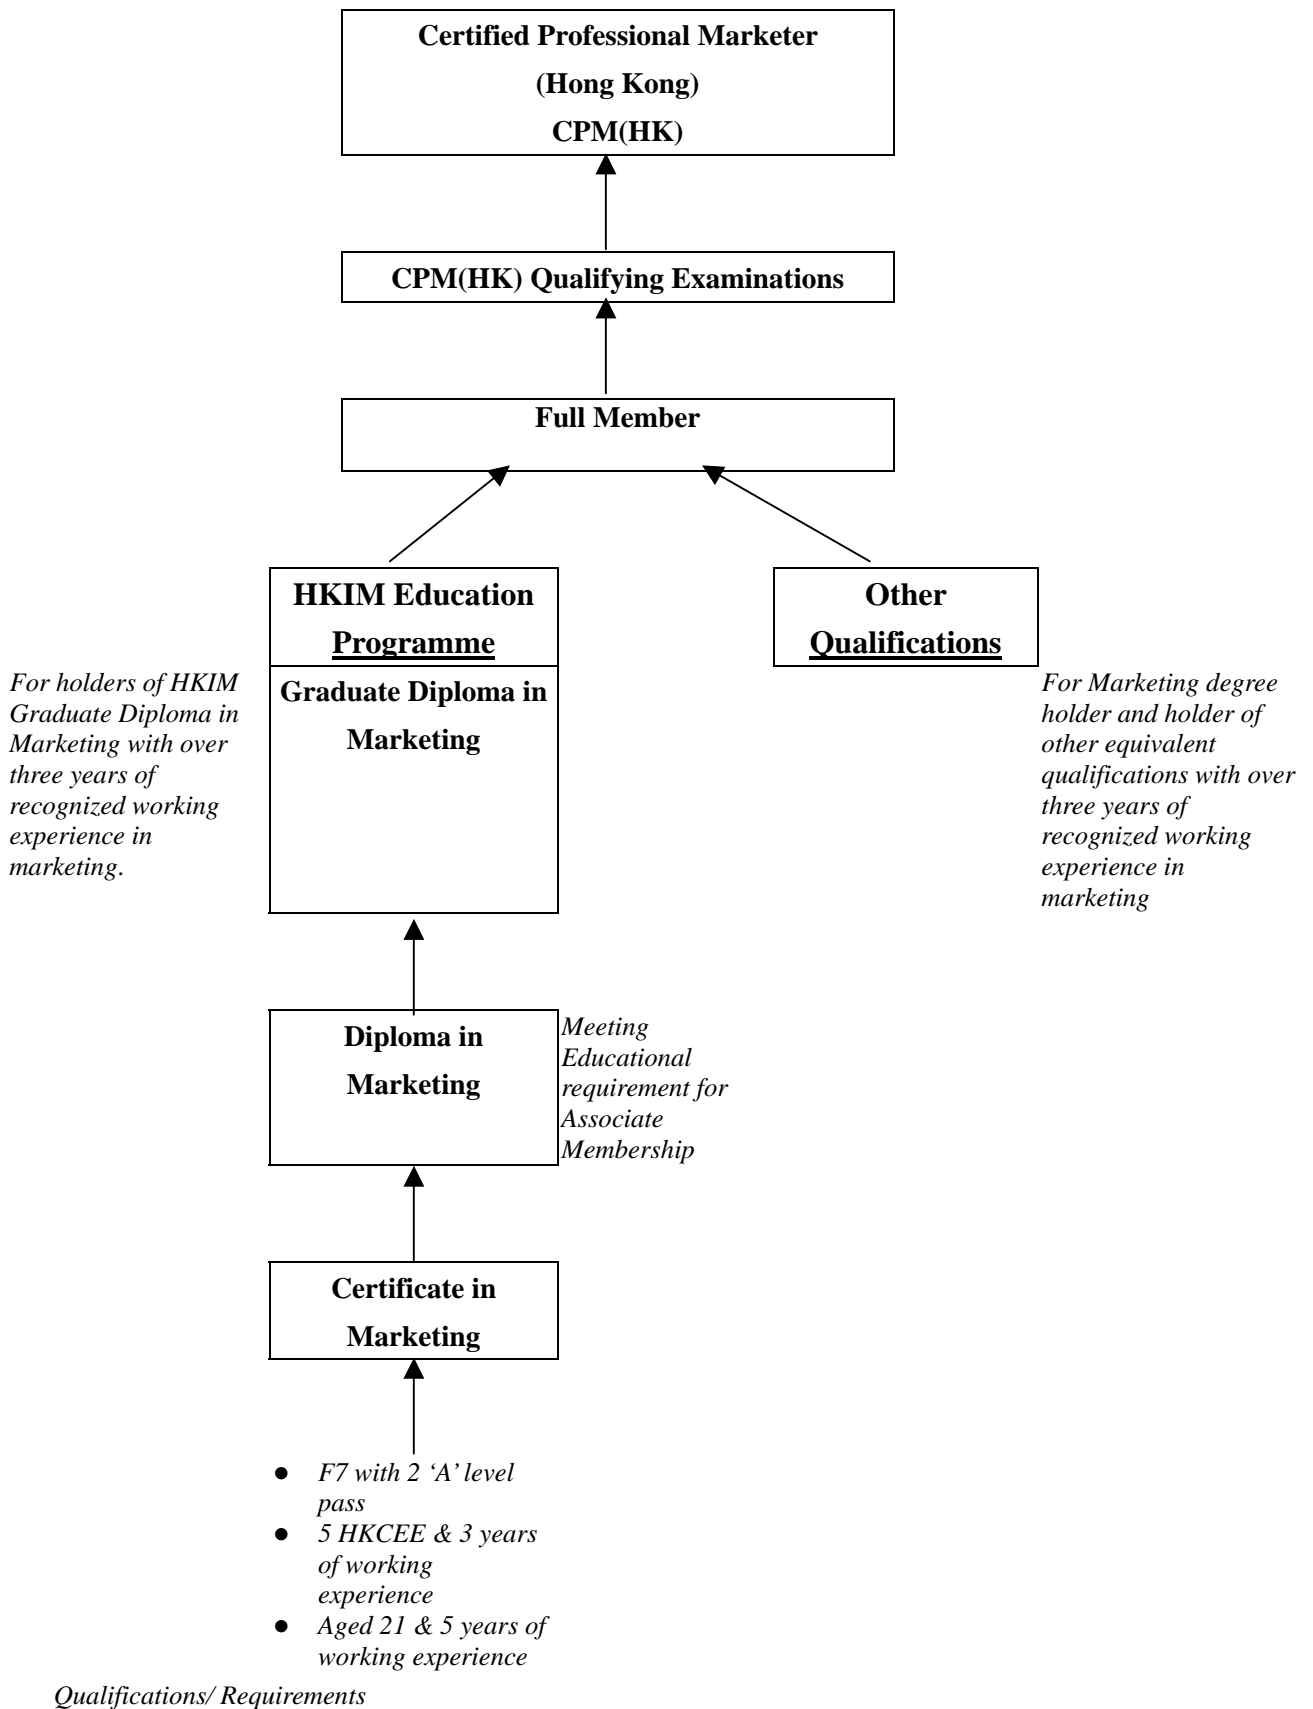 Certified Professional Marketer
(Hong Kong)
CPM(HK)
CPM(HK) Qualifying Examinations
Full Member
HKIM Education
Programme
Other
Qualifications
For holders of HKIM
Graduate Diploma in
Marketing with over
three years of
recognized working
experience in
marketing.
Graduate Diploma in
Marketing
For Marketing degree
holder and holder of
other equivalent
qualifications with over
three years of
recognized working
experience in
marketing
Diploma in
Marketing
Meeting
Educational
requirement for
Associate
Membership
Certificate in
Marketing
● F7 with 2 ‘A’ level
pass
● 5 HKCEE & 3 years
of working
experience
● Aged 21 & 5 years of
working experience
Qualifications/ Requirements